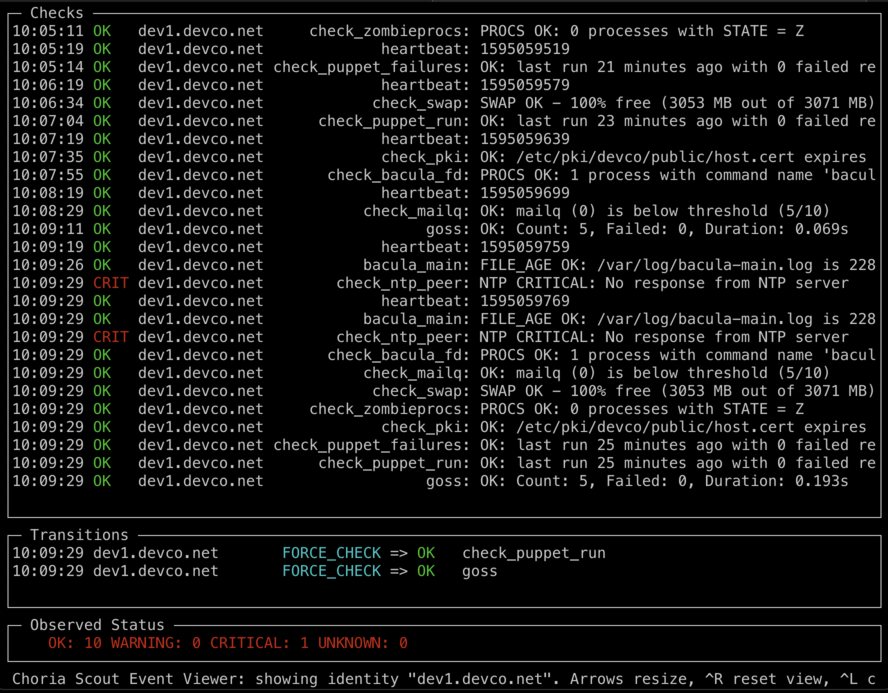 Checks
10:05:11 OK dev1.devco.net check_zombieprocs: PROCS OK: 0 processes with STATE = Z
10:05:19 OK dev1.devco.net heartbeat: 1595059519
10:05:14 OK dev1.devco.net check_puppet_failures: OK: last run 21 minutes ago with 0 failed re
10:06:19 OK dev1.devco.net heartbeat: 1595059579
10:06:34 OK dev1.devco.net check_swap: SWAP OK - 100% free (3053 MB out of 3071 MB)
10:07:04 OK dev1.devco.net check_puppet_run: OK: last run 23 minutes ago with 0 failed re
10:07:19 OK dev1.devco.net heartbeat: 1595059639
10:07:35 OK dev1.devco.net check_pki: OK: /etc/pki/devco/public/host.cert expires
10:07:55 OK dev1.devco.net check_bacula_fd: PROCS OK: 1 process with command name 'bacul
10:08:19 OK dev1.devco.net heartbeat: 1595059699
10:08:29 OK dev1.devco.net check_mailq: OK: mailq (0) is below threshold (5/10)
10:09:11 OK dev1.devco.net goss: OK: Count: 5, Failed: 0, Duration: 0.069s
10:09:19 OK dev1.devco.net heartbeat: 1595059759
10:09:26 OK dev1.devco.net bacula_main: FILE_AGE OK: /var/log/bacula-main.log is 228
10:09:29 CRIT dev1.devco.net check_ntp_peer: NTP CRITICAL: No response from NTP server
10:09:29 OK dev1.devco.net heartbeat: 1595059769
10:09:29 OK dev1.devco.net bacula_main: FILE_AGE OK: /var/log/bacula-main.log is 228
10:09:29 CRIT dev1.devco.net check_ntp_peer: NTP CRITICAL: No response from NTP server
10:09:29 OK dev1.devco.net check_bacula_fd: PROCS OK: 1 process with command name 'bacul
10:09:29 OK dev1.devco.net check_mailq: OK: mailq (0) is below threshold (5/10)
10:09:29 OK dev1.devco.net check_swap: SWAP OK - 100% free (3053 MB out of 3071 MB)
10:09:29 OK dev1.devco.net check_zombieprocs: PROCS OK: 0 processes with STATE = Z
10:09:29 OK dev1.devco.net check_pki: OK: /etc/pki/devco/public/host.cert expires
10:09:29 OK dev1.devco.net check_puppet_failures: OK: last run 25 minutes ago with 0 failed re
10:09:29 OK dev1.devco.net check_puppet_run: OK: last run 25 minutes ago with 0 failed re
10:09:29 OK dev1.devco.net goss: OK: Count: 5, Failed: 0, Duration: 0.193s
Transitions
10:09:29 dev1.devco.net FORCE_CHECK => OK check_puppet_run
10:09:29 dev1.devco.net FORCE_CHECK => OK goss
Observed Status
OK: 10 WARNING: 0 CRITICAL: 1 UNKNOWN: 0
Choria Scout Event Viewer: showing identity "dev1.devco.net". Arrows resize, ^R reset view, ^L c